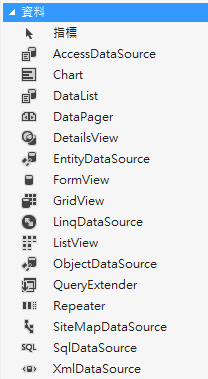 資料
指標
AccessDataSource
Chart
DataList
DataPager
DetailsView
EntityDataSource
FormView
GridView
LinqDataSource
ListView
ObjectDataSource
QueryExtender
Repeater
SiteMapDataSource
SQL SqlDataSource
XmlDataSource